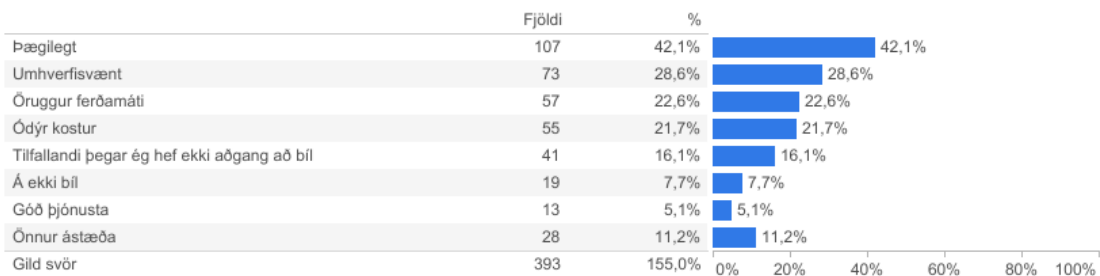 Fjöldi %
Þægilegt 107 42,1% 42,1%
Umhverfisvænt 73 28,6% 28,6%
Öruggur ferðamáti 57 22,6% 22,6%
Ódýr kostur 55 21,7% 21,7%
Tilfallandi þegar ég hef ekki aðgang að bíl 41 16,1% 16,1%
Á ekki bíl 19 7,7% 7,7%
Góð þjónusta 13 5,1% 5,1%
Önnur ástæða 28 11,2% 11,2%
Gild svör 393 155,0% 0% 20% 40% 60% 80% 100%